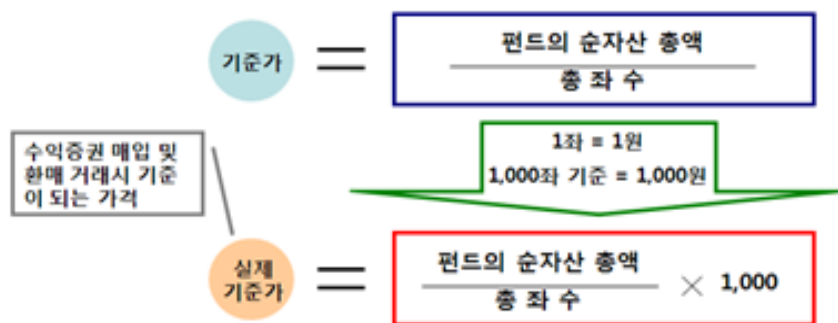 기준가
=
펀드의 순자산 총액
총 좌 수
1좌 = 1원
1,000좌 기준 = 1,000원
수익증권 매입 및
환매 거래시 기준
이 되는 가격
실제
기준가
=
펀드의 순자산 총액
총 좌 수
× 1,000